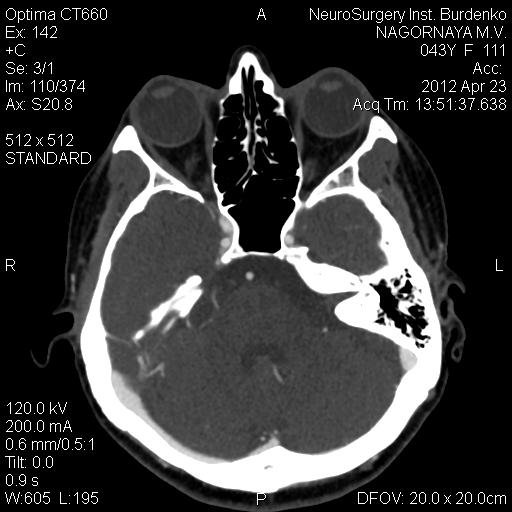 Optima CT660
Ex: 142
+C
Se: 3/1
Im: 110/374
Ax: S20.8
512 x 512
STANDARD
A
NeuroSurgery Inst. Burdenko
NAGORNAYA M.V.
043Y F 111
Acc:
2012 Apr 23
Acq Tm: 13:51:37.638
R
L
120.0 kV
200.0 mA
0.6 mm/0.5:1
Tilt: 0.0
0.9 s
W:605 L:195
P
DFOV: 20.0 x 20.0cm